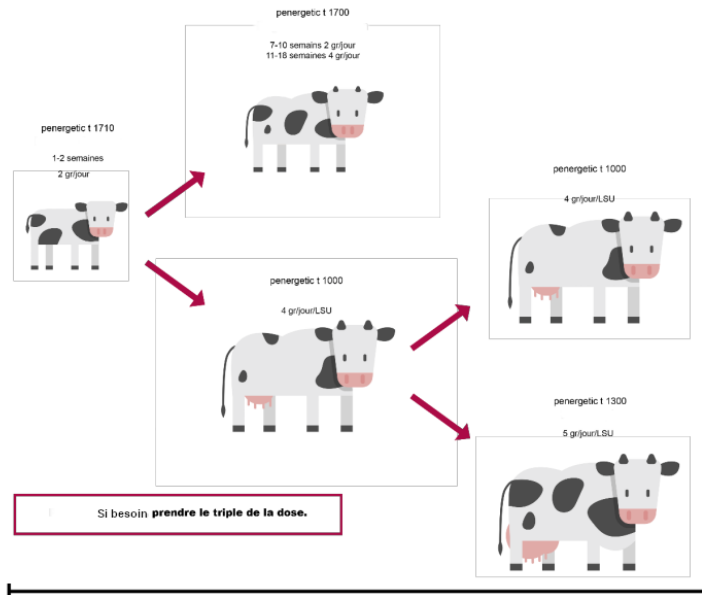 penergetic t 1700
7-10 semains 2 gr/jour
11-18 semaines 4 gr/jour
penergetic t 1710
1-2 semaines
2 gr/jour
penergetic t 1000
4 gr/jour/LSU
penergetic t 1000
4 gr/jour/LSU
penergetic t 1300
5 gr/jour/LSU
Si besoin prendre le triple de la dose.